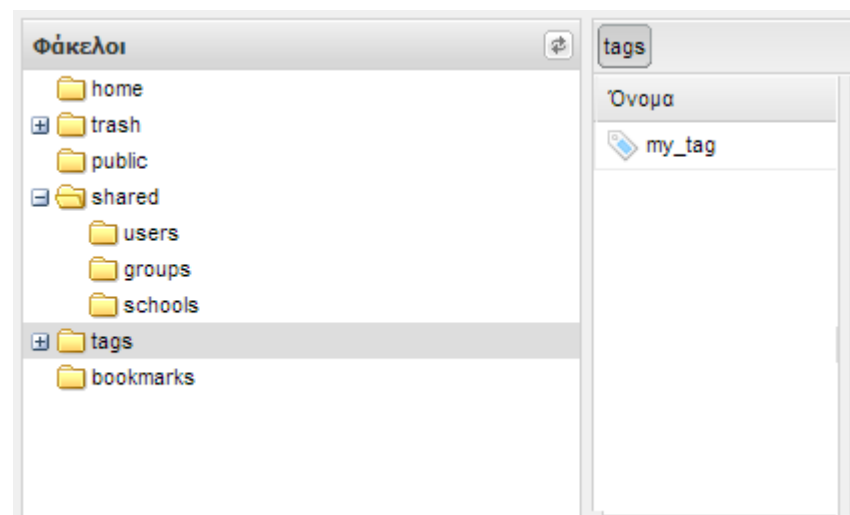 Φάκελοι
home
trash
public
shared
users
groups
schools
tags
bookmarks
tags
Όνομα
my_tag